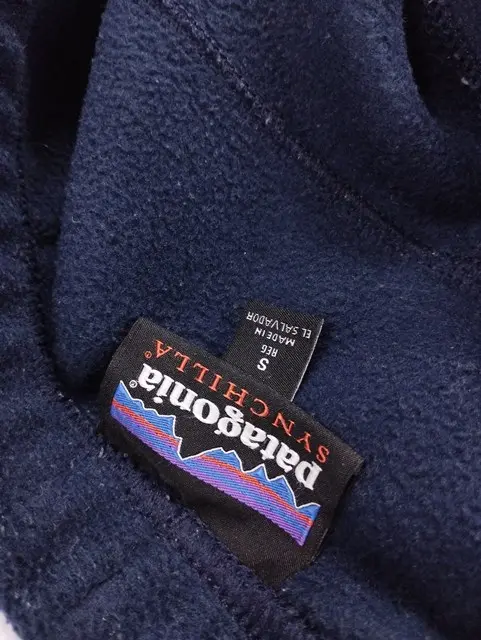 patagonia®
SYNCHILLA®
S
REG
MADE IN
EL SALVADOR